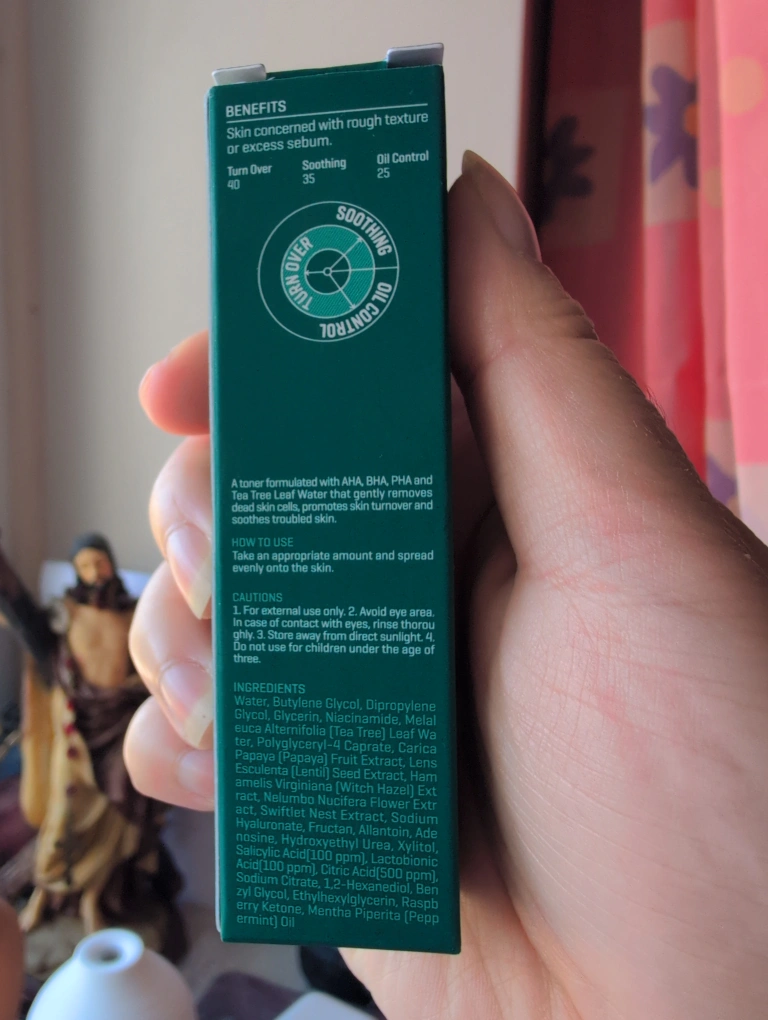 BENEFITS
Skin concerned with rough texture
or excess sebum.
Turn Over Soothing Oil Control
40 35 25
SOOTHING
TURN OVER
OIL CONTROL
A toner formulated with AHA, BHA, PHA and
Tea Tree Leaf Water that gently removes
dead skin cells, promotes skin turnover and
soothes troubled skin.
HOW TO USE
Take an appropriate amount and spread
evenly onto the skin.
CAUTIONS
1. For external use only. 2. Avoid eye area.
In case of contact with eyes, rinse thorou
ghly. 3. Store away from direct sunlight. 4.
Do not use for children under the age of
three.
INGREDIENTS
Water, Butylene Glycol, Dipropylene
Glycol, Glycerin, Niacinamide, Melal
euca Alternifolia (Tea Tree) Leaf Wa
ter, Polyglyceryl-4 Caprate, Carica
Papaya (Papaya) Fruit Extract, Lens
Esculenta (Lentil) Seed Extract, Ham
amelis Virginiana (Witch Hazel) Ext
ract, Nelumbo Nucifera Flower Extr
act, Swiftlet Nest Extract, Sodium
Hyaluronate, Fructan, Allantoin, Ade
nosine, Hydroxyethyl Urea, Xylitol,
Salicylic Acid(100 ppm), Lactobionic
Acid(100 ppm), Citric Acid(500 ppm),
Sodium Citrate, 1,2-Hexanediol, Ben
zyl Glycol, Ethylhexylglycerin, Raspb
erry Ketone, Mentha Piperita (Pepp
ermint) Oil